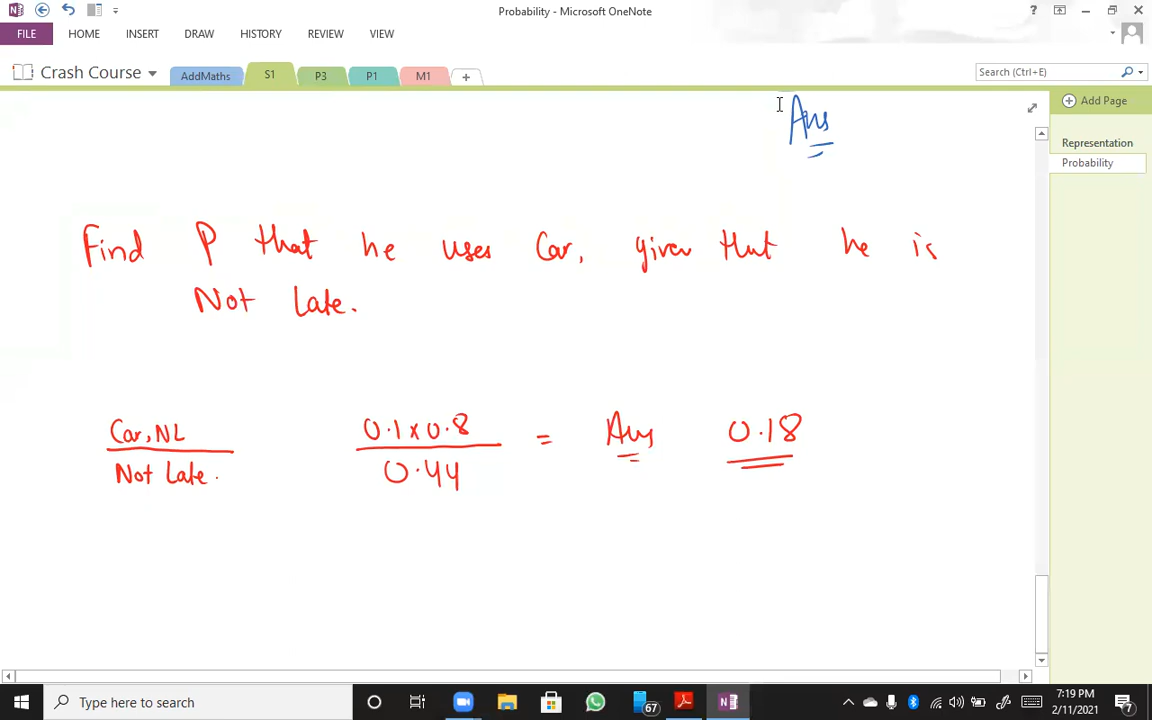 Probability - Microsoft OneNote
?
FILE HOME INSERT DRAW HISTORY REVIEW VIEW
Crash Course AddMaths S1 P3 P1 M1 +
Search (Ctrl+E)
Add Page
Representation
Probability
Ans
Find P that he uses Car, given that he is
Not Late.
Car, NL
Not Late.
0.1 x 0.8
0.44
= Ans 0.18
Type here to search
67
7:19 PM
2/11/2021
7